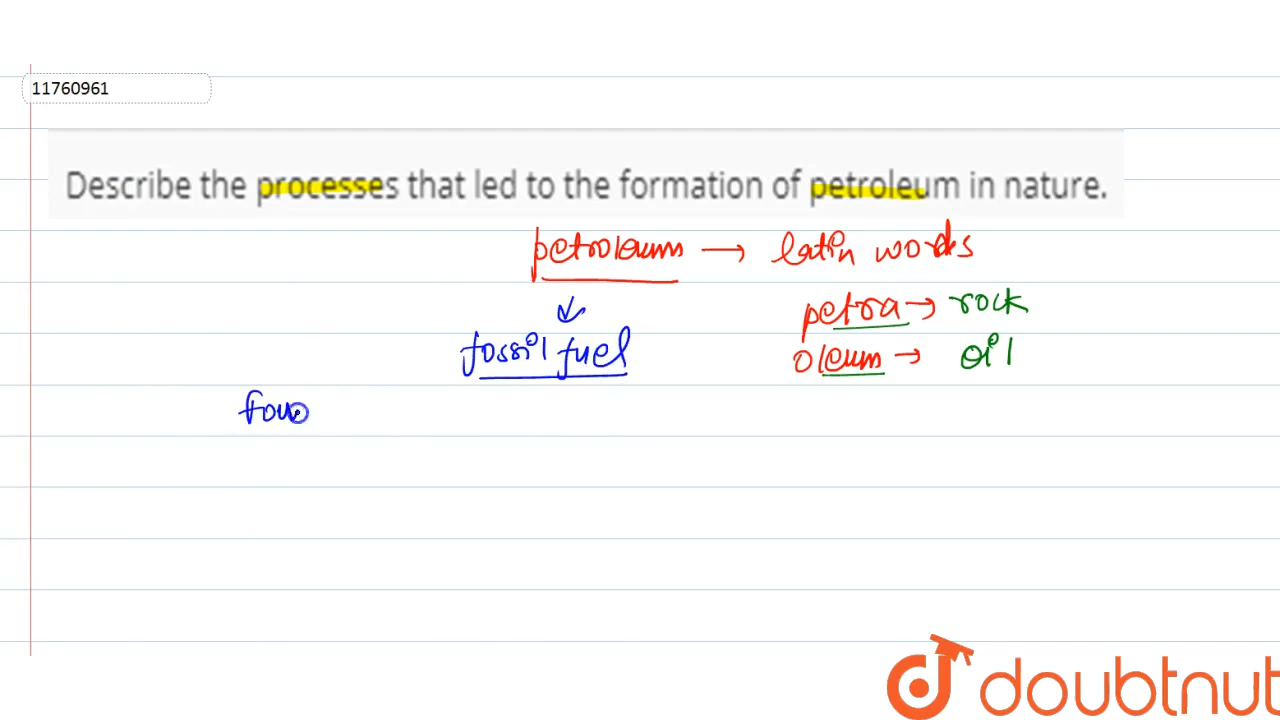 11760961
Describe the processes that led to the formation of petroleum in nature.
petroleum → latin words
petra → rock
fossil fuel
oleum → oil
fou
doubtnut